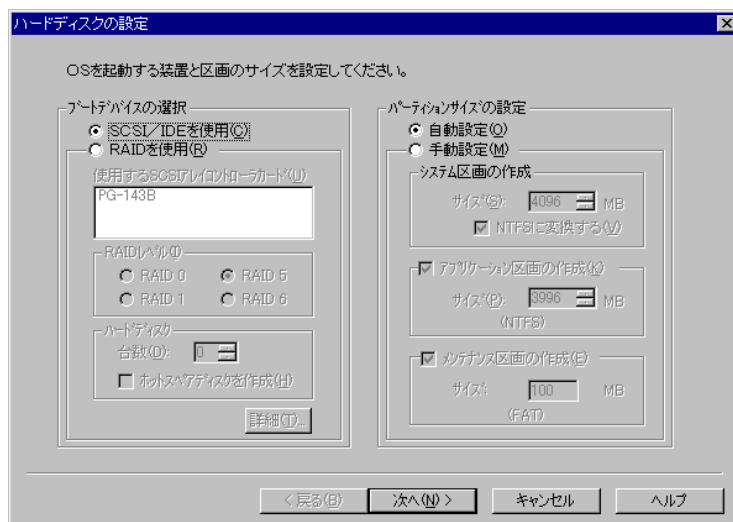 ハードディスクの設定
OSを起動する装置と区画のサイズを設定してください。
ﾌﾞｰﾄﾃﾞﾊﾞｲｽの選択
SCSI/IDEを使用(C)
RAIDを使用(R)
使用するSCSIｱﾚｲｺﾝﾄﾛｰﾗｶｰﾄﾞ(U)
PG-143B
RAIDﾚﾍﾞﾙ(I)
RAID 0
RAID 5
RAID 1
RAID 6
ﾊｰﾄﾞﾃﾞｨｽｸ
台数(D):
0
ﾎｯﾄｽﾍﾟｱﾃﾞｨｽｸを作成(H)
詳細(T)...
ﾊﾟｰﾃｨｼｮﾝｻｲｽﾞの設定
自動設定(O)
手動設定(M)
システム区画の作成
ｻｲｽﾞ(S):
4096
MB
NTFSに変換する(V)
ｱﾌﾟﾘｹｰｼｮﾝ区画の作成(K)
ｻｲｽﾞ(P):
3996
MB
(NTFS)
ﾒﾝﾃﾅﾝｽ区画の作成(E)
ｻｲｽﾞ:
100
MB
(FAT)
< 戻る(B)
次へ(N) >
キャンセル
ヘルプ